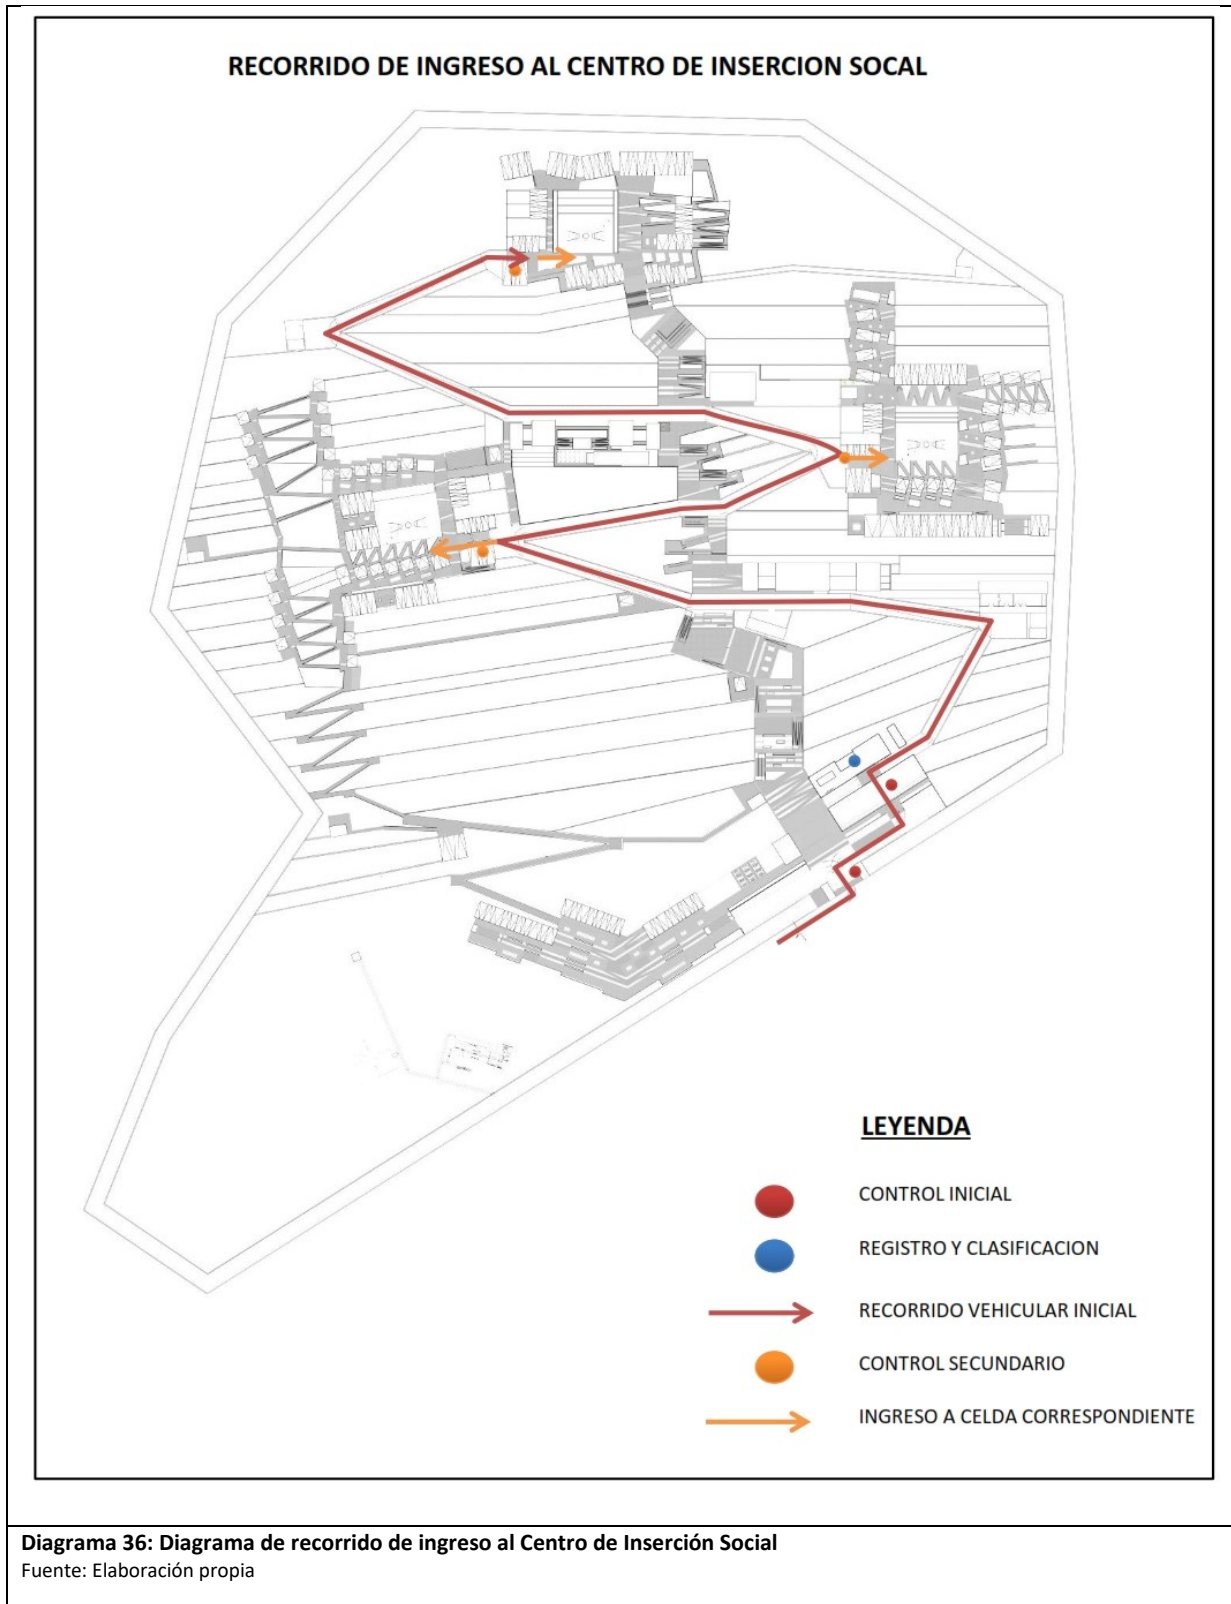 RECORRIDO DE INGRESO AL CENTRO DE INSERCION SOCAL
LEYENDA
CONTROL INICIAL
REGISTRO Y CLASIFICACION
RECORRIDO VEHICULAR INICIAL
CONTROL SECUNDARIO
INGRESO A CELDA CORRESPONDIENTE
Diagrama 36: Diagrama de recorrido de ingreso al Centro de Inserción Social
Fuente: Elaboración propia